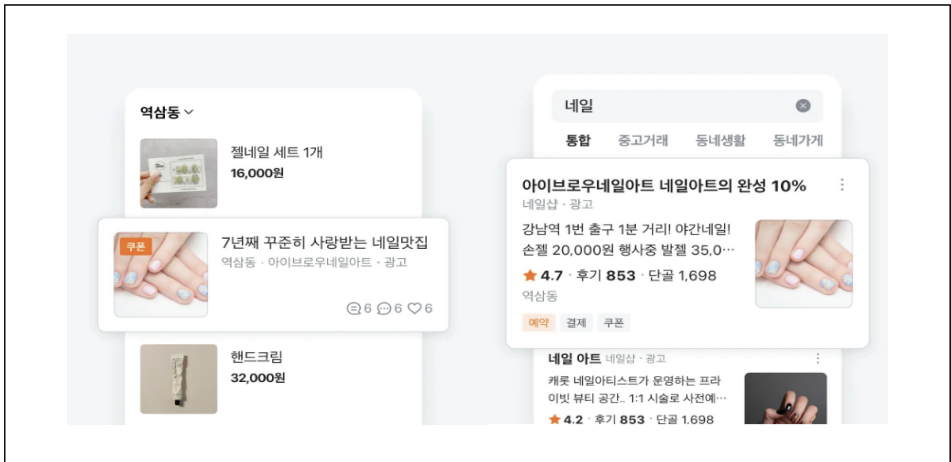 역삼동
젤네일 세트 1개
16,000원
쿠폰
7년째 꾸준히 사랑받는 네일맛집
역삼동 · 아이브로우네일아트 · 광고
6 6 6
핸드크림
32,000원
네일
통합 중고거래 동네생활 동네가게
아이브로우네일아트 네일아트의 완성 10%
네일샵 · 광고
강남역 1번 출구 1분 거리! 야간네일!
손젤 20,000원 행사중 발젤 35,0···
★ 4.7 · 후기 853 · 단골 1,698
역삼동
예약 결제 쿠폰
네일 아트 네일샵 · 광고
캐롯 네일아티스트가 운영하는 프라
이빗 뷰티 공간.. 1:1 시술로 사전예···
★ 4.2 · 후기 853 · 단골 1,698